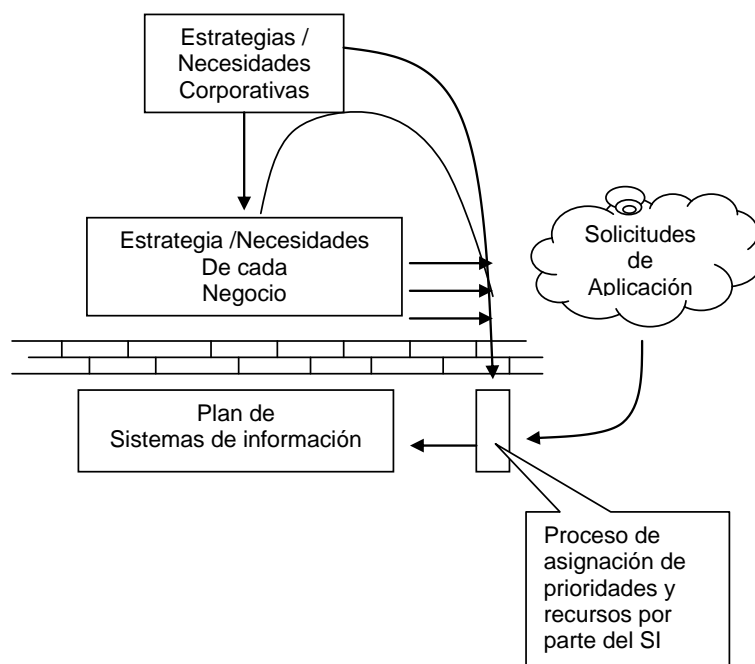 Estrategias /
Necesidades
Corporativas
Estrategia /Necesidades
De cada
Negocio
Solicitudes
de
Aplicación
Plan de
Sistemas de información
Proceso de
asignación de
prioridades y
recursos por
parte del SI